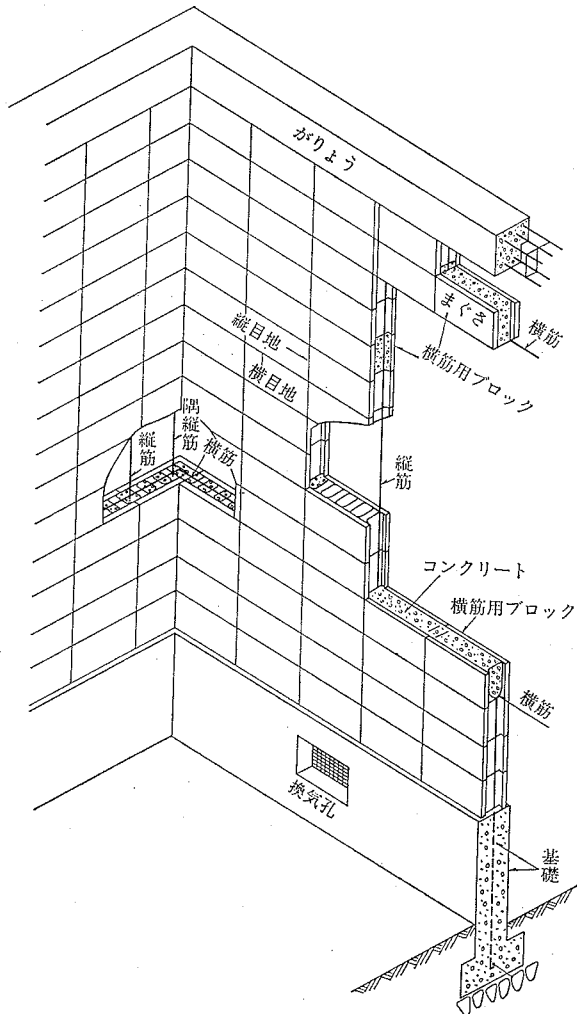 がりょう
まぐさ
横筋
横筋用ブロック
縦目地
横目地
隅縦筋
縦筋
横筋
縦筋
コンクリート
横筋用ブロック
横筋
換気孔
基礎